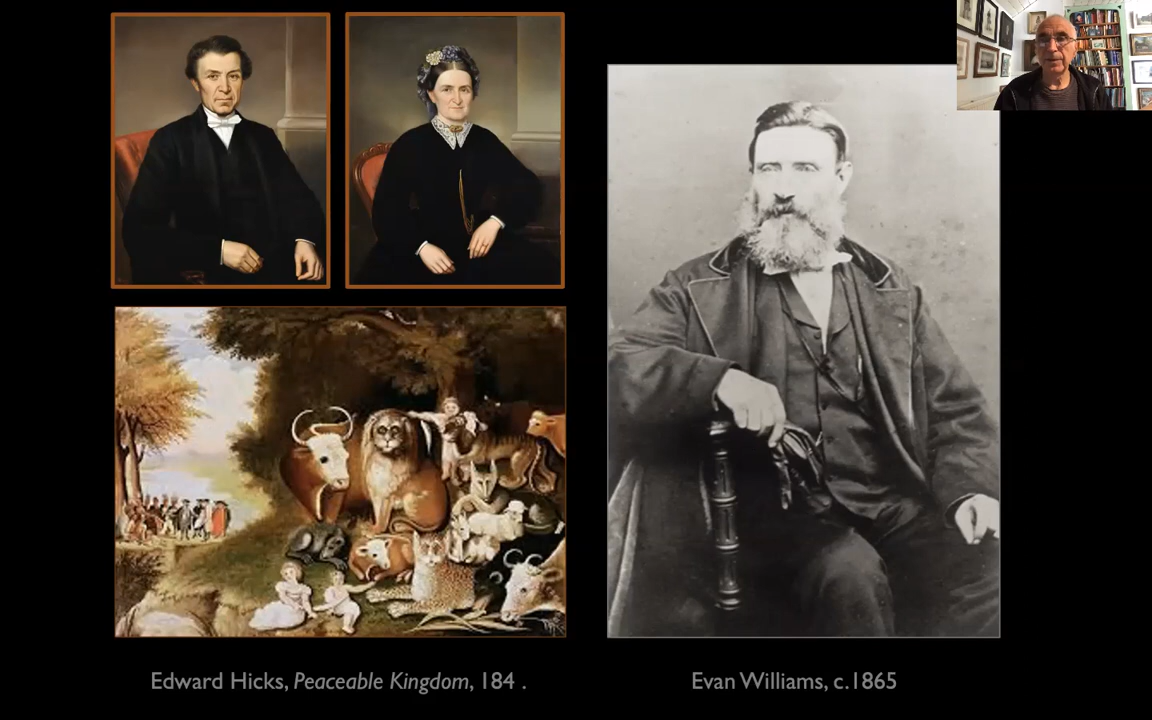 Edward Hicks, Peaceable Kingdom, 184 .
Evan Williams, c.1865